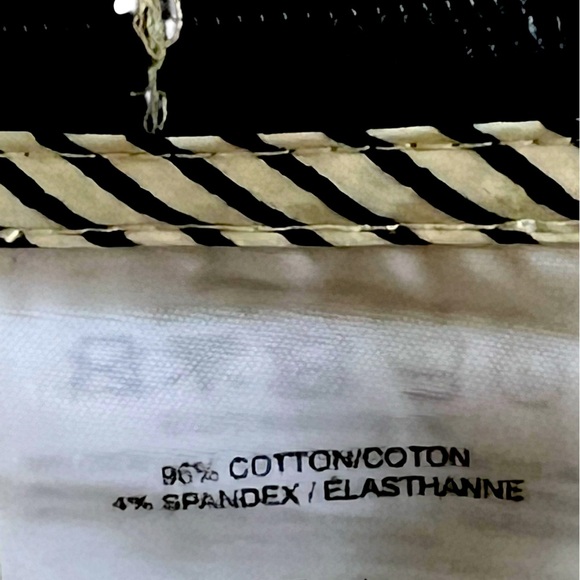 96% COTTON/COTON
4% SPANDEX / ÉLASTHANNE